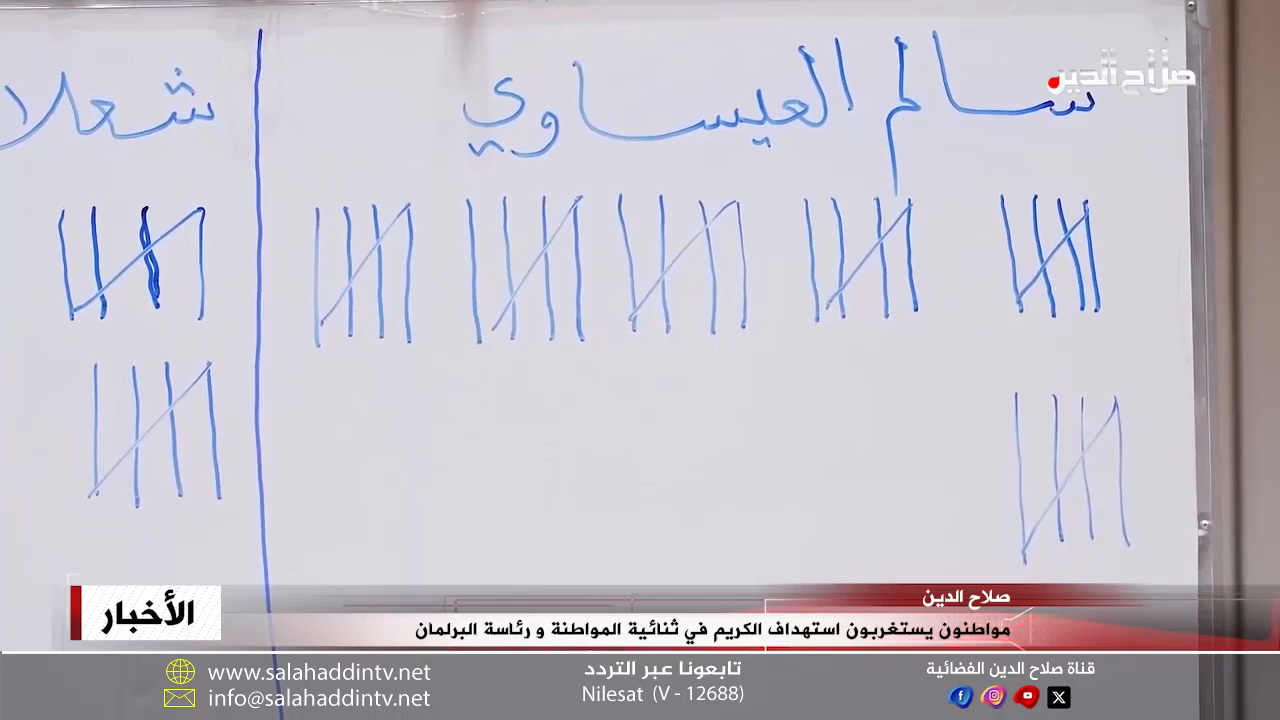 صلاح الدين
سالم العيساوي
شعلا
صلاح الدين
مواطنون يستغربون استهداف الكريم في ثنائية المواطنة و رئاسة البرلمان
الأخبار
قناة صلاح الدين الفضائية
تابعونا عبر التردد
Nilesat (V - 12688)
www.salahaddintv.net
info@salahaddintv.net